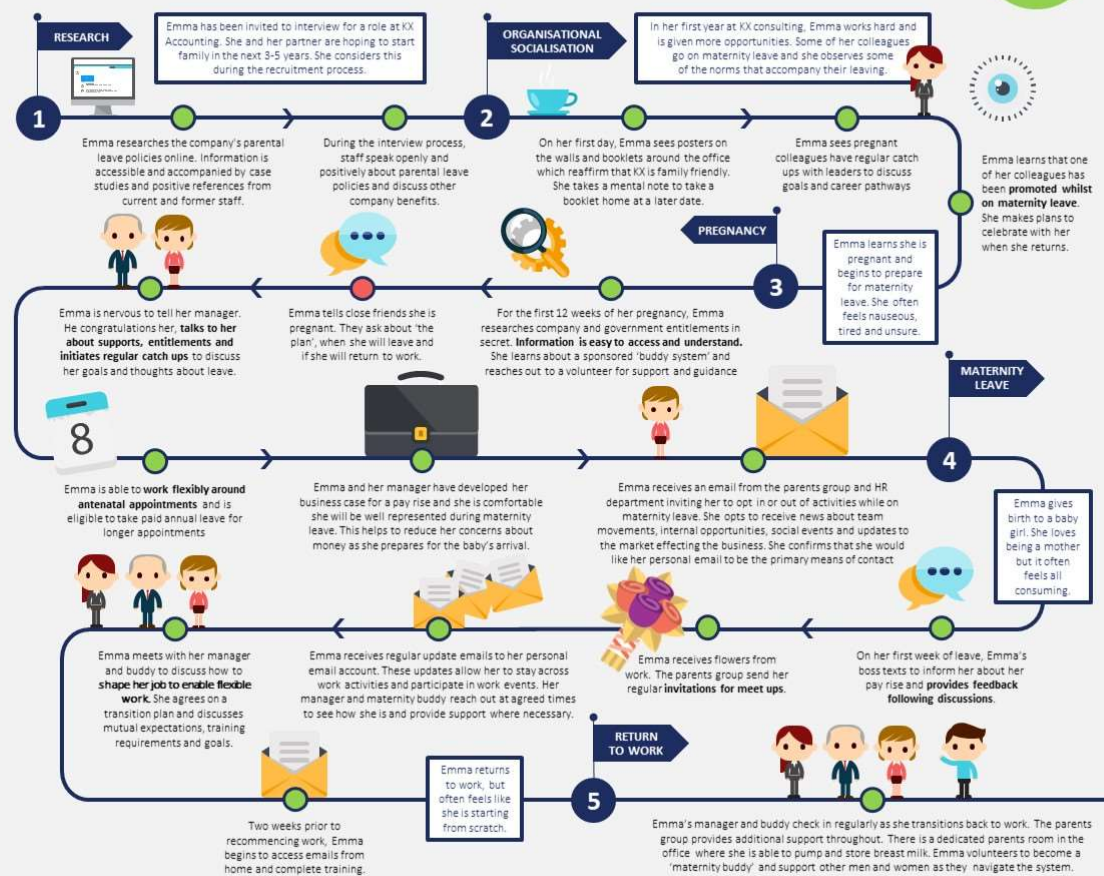 RESEARCH
Emma has been invited to interview for a role at KX
Accounting. She and her partner are hoping to start
family in the next 3-5 years. She considers this
during the recruitment process.
ORGANISATIONAL
SOCIALISATION
In her first year at KX consulting, Emma works hard and
is given more opportunities. Some of her colleagues
go on maternity leave and she observes some
of the norms that accompany their leaving.
1
2
Emma researches the company's parental
leave policies online. Information is
accessible and accompanied by case
studies and positive references from
current and former staff.
During the interview process,
staff speak openly and
positively about parental leave
policies and discuss other
company benefits.
On her first day, Emma sees posters on
the walls and booklets around the office
which reaffirm that KX is family friendly.
She takes a mental note to take a
booklet home at a later date.
Emma sees pregnant
colleagues have regular catch
ups with leaders to discuss
goals and career pathways
Emma learns that one
of her colleagues has
been promoted whilst
on maternity leave.
She makes plans to
celebrate with her
when she returns.
PREGNANCY
3
Emma learns she is
pregnant and
begins to prepare
for maternity
leave. She often
feels nauseous,
tired and unsure.
For the first 12 weeks of her pregnancy, Emma
researches company and government entitlements in
secret. Information is easy to access and understand.
She learns about a sponsored 'buddy system' and
reaches out to a volunteer for support and guidance
Emma tells close friends she is
pregnant. They ask about 'the
plan', when she will leave and
if she will return to work.
Emma is nervous to tell her manager.
He congratulations her, talks to her
about supports, entitlements and
initiates regular catch ups to discuss
her goals and thoughts about leave.
8
Emma is able to work flexibly around
antenatal appointments and is
eligible to take paid annual leave for
longer appointments
Emma and her manager have developed her
business case for a pay rise and she is comfortable
she will be well represented during maternity
leave. This helps to reduce her concerns about
money as she prepares for the baby's arrival.
Emma receives an email from the parents group and HR
department inviting her to opt in or out of activities while on
maternity leave. She opts to receive news about team
movements, internal opportunities, social events and updates to
the market effecting the business. She confirms that she would
like her personal email to be the primary means of contact
MATERNITY
LEAVE
4
Emma gives
birth to a baby
girl. She loves
being a mother
but it often
feels all
consuming.
On her first week of leave, Emma's
boss texts to inform her about her
pay rise and provides feedback
following discussions.
Emma receives flowers from
work. The parents group send her
regular invitations for meet ups.
Emma receives regular update emails to her personal
email account. These updates allow her to stay across
work activities and participate in work events. Her
manager and maternity buddy reach out at agreed times
to see how she is and provide support where necessary.
Emma meets with her manager
and buddy to discuss how to
shape her job to enable flexible
work. She agrees on a
transition plan and discusses
mutual expectations, training
requirements and goals.
Two weeks prior to
recommencing work, Emma
begins to access emails from
home and complete training.
Emma returns
to work, but
often feels like
she is starting
from scratch.
RETURN
TO WORK
5
Emma's manager and buddy check in regularly as she transitions back to work. The parents
group provides additional support throughout. There is a dedicated parents room in the
office where she is able to pump and store breast milk. Emma volunteers to become a
'maternity buddy' and support other men and women as they navigate the system.